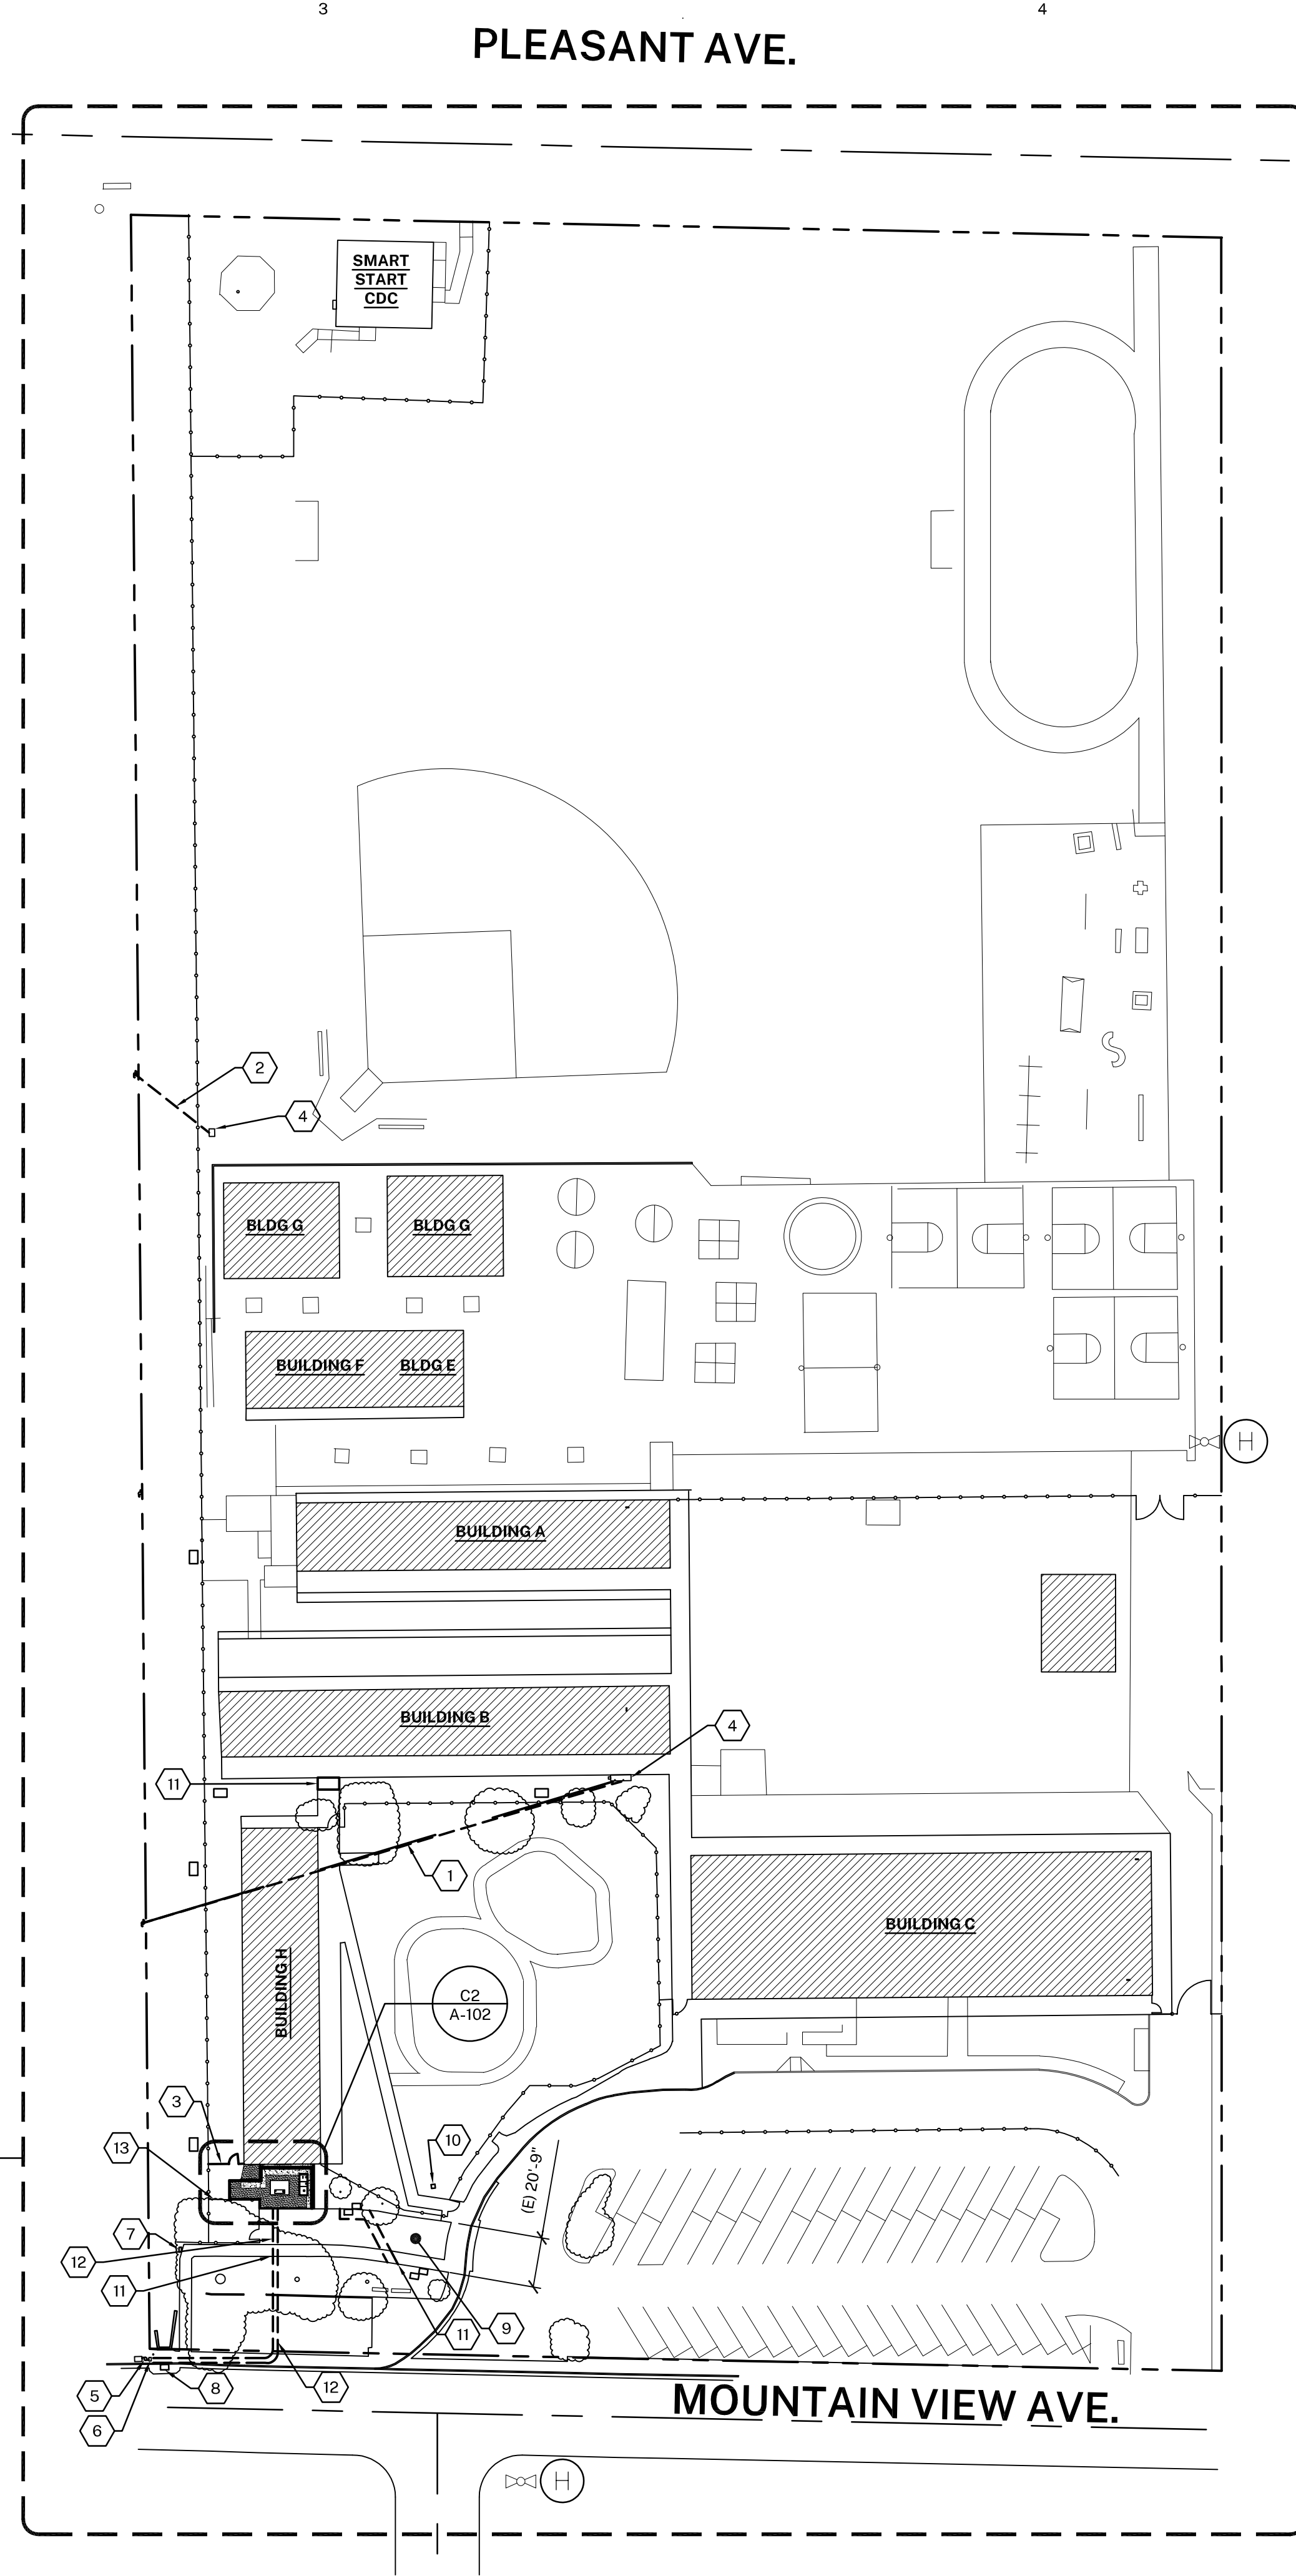 3
4
PLEASANT AVE.
SMART
START
CDC
2
4
BLDG G
BLDG G
BUILDING F
BLDG E
H
BUILDING A
BUILDING B
4
11
1
BUILDING C
BUILDING H
C2
A-102
3
13
10
(E) 20'-9"
7
12
11
9
11
12
8
5
6
MOUNTAIN VIEW AVE.
H